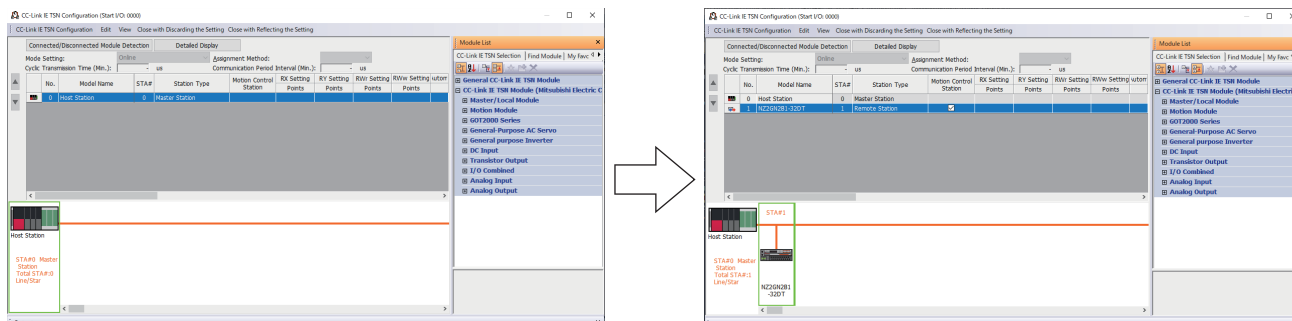 CC-Link IE TSN Configuration (Start I/O: 0000)
CC-Link IE TSN Configuration Edit View Close with Discarding the Setting Close with Reflecting the Setting
Connected/Disconnected Module Detection Detailed Display
Mode Setting: Online Assignment Method:
Cyclic Transmission Time (Min.): - us Communication Period Interval (Min.): - us
No. Model Name STA# Station Type Motion Control Station RX Setting RY Setting RWr Setting RWw Setting
Points Points Points Points
0 Host Station 0 Master Station
Host Station
STA#0 Master
Station
Total STA#:0
Line/Star
Module List
CC-Link IE TSN Selection Find Module My Favc
General CC-Link IE TSN Module
CC-Link IE TSN Module (Mitsubishi Electric C
Master/Local Module
Motion Module
GOT2000 Series
General-Purpose AC Servo
General purpose Inverter
DC Input
Transistor Output
I/O Combined
Analog Input
Analog Output
CC-Link IE TSN Configuration (Start I/O: 0000)
CC-Link IE TSN Configuration Edit View Close with Discarding the Setting Close with Reflecting the Setting
Connected/Disconnected Module Detection Detailed Display
Mode Setting: Online Assignment Method:
Cyclic Transmission Time (Min.): - us Communication Period Interval (Min.): - us
No. Model Name STA# Station Type Motion Control Station RX Setting RY Setting RWr Setting RWw Setting
Points Points Points Points
0 Host Station 0 Master Station
1 NZ2GN2B1-32DT 1 Remote Station
STA#1
Host Station
STA#0 Master
Station
Total STA#:1
Line/Star
NZ2GN2B1
-32DT
Module List
CC-Link IE TSN Selection Find Module My Favc
General CC-Link IE TSN Module
CC-Link IE TSN Module (Mitsubishi Electri
Master/Local Module
Motion Module
GOT2000 Series
General-Purpose AC Servo
General purpose Inverter
DC Input
Transistor Output
I/O Combined
Analog Input
Analog Output